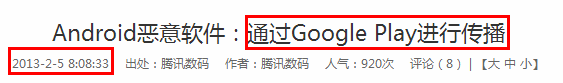 Android恶意软件：通过Google Play进行传播
2013-2-5 8:08:33 出处：腾讯数码 作者：腾讯数码 人气：920次 评论（8）| 【大 中 小】